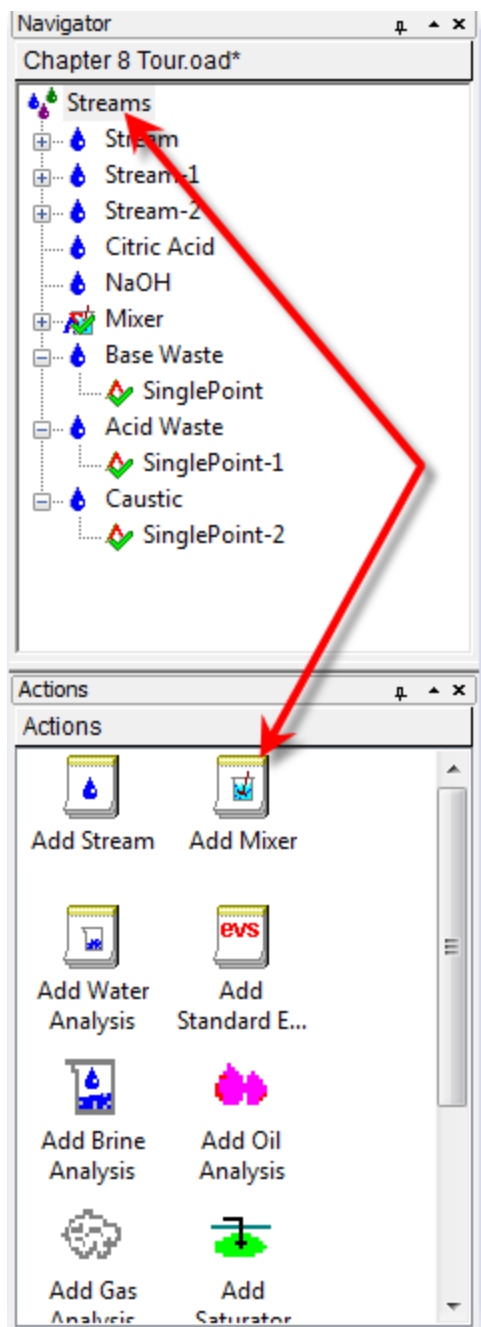 Navigator
Chapter 8 Tour.oad*
Streams
Stream
Stream-1
Stream-2
Citric Acid
NaOH
Mixer
Base Waste
SinglePoint
Acid Waste
SinglePoint-1
Caustic
SinglePoint-2
Actions
Actions
Add Stream
Add Mixer
evs
Add Water
Analysis
Add
Standard E...
Add Brine
Analysis
Add Oil
Analysis
Add Gas
Analysis
Add
Saturator